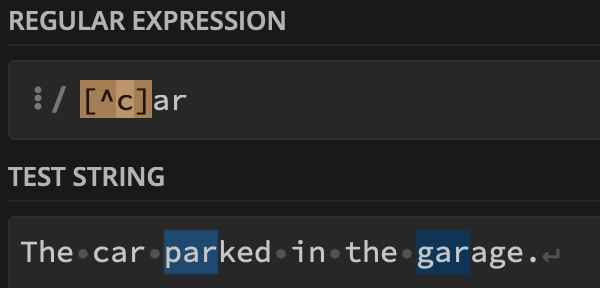 REGULAR EXPRESSION
/ [^c]ar
TEST STRING
The car parked in the garage.